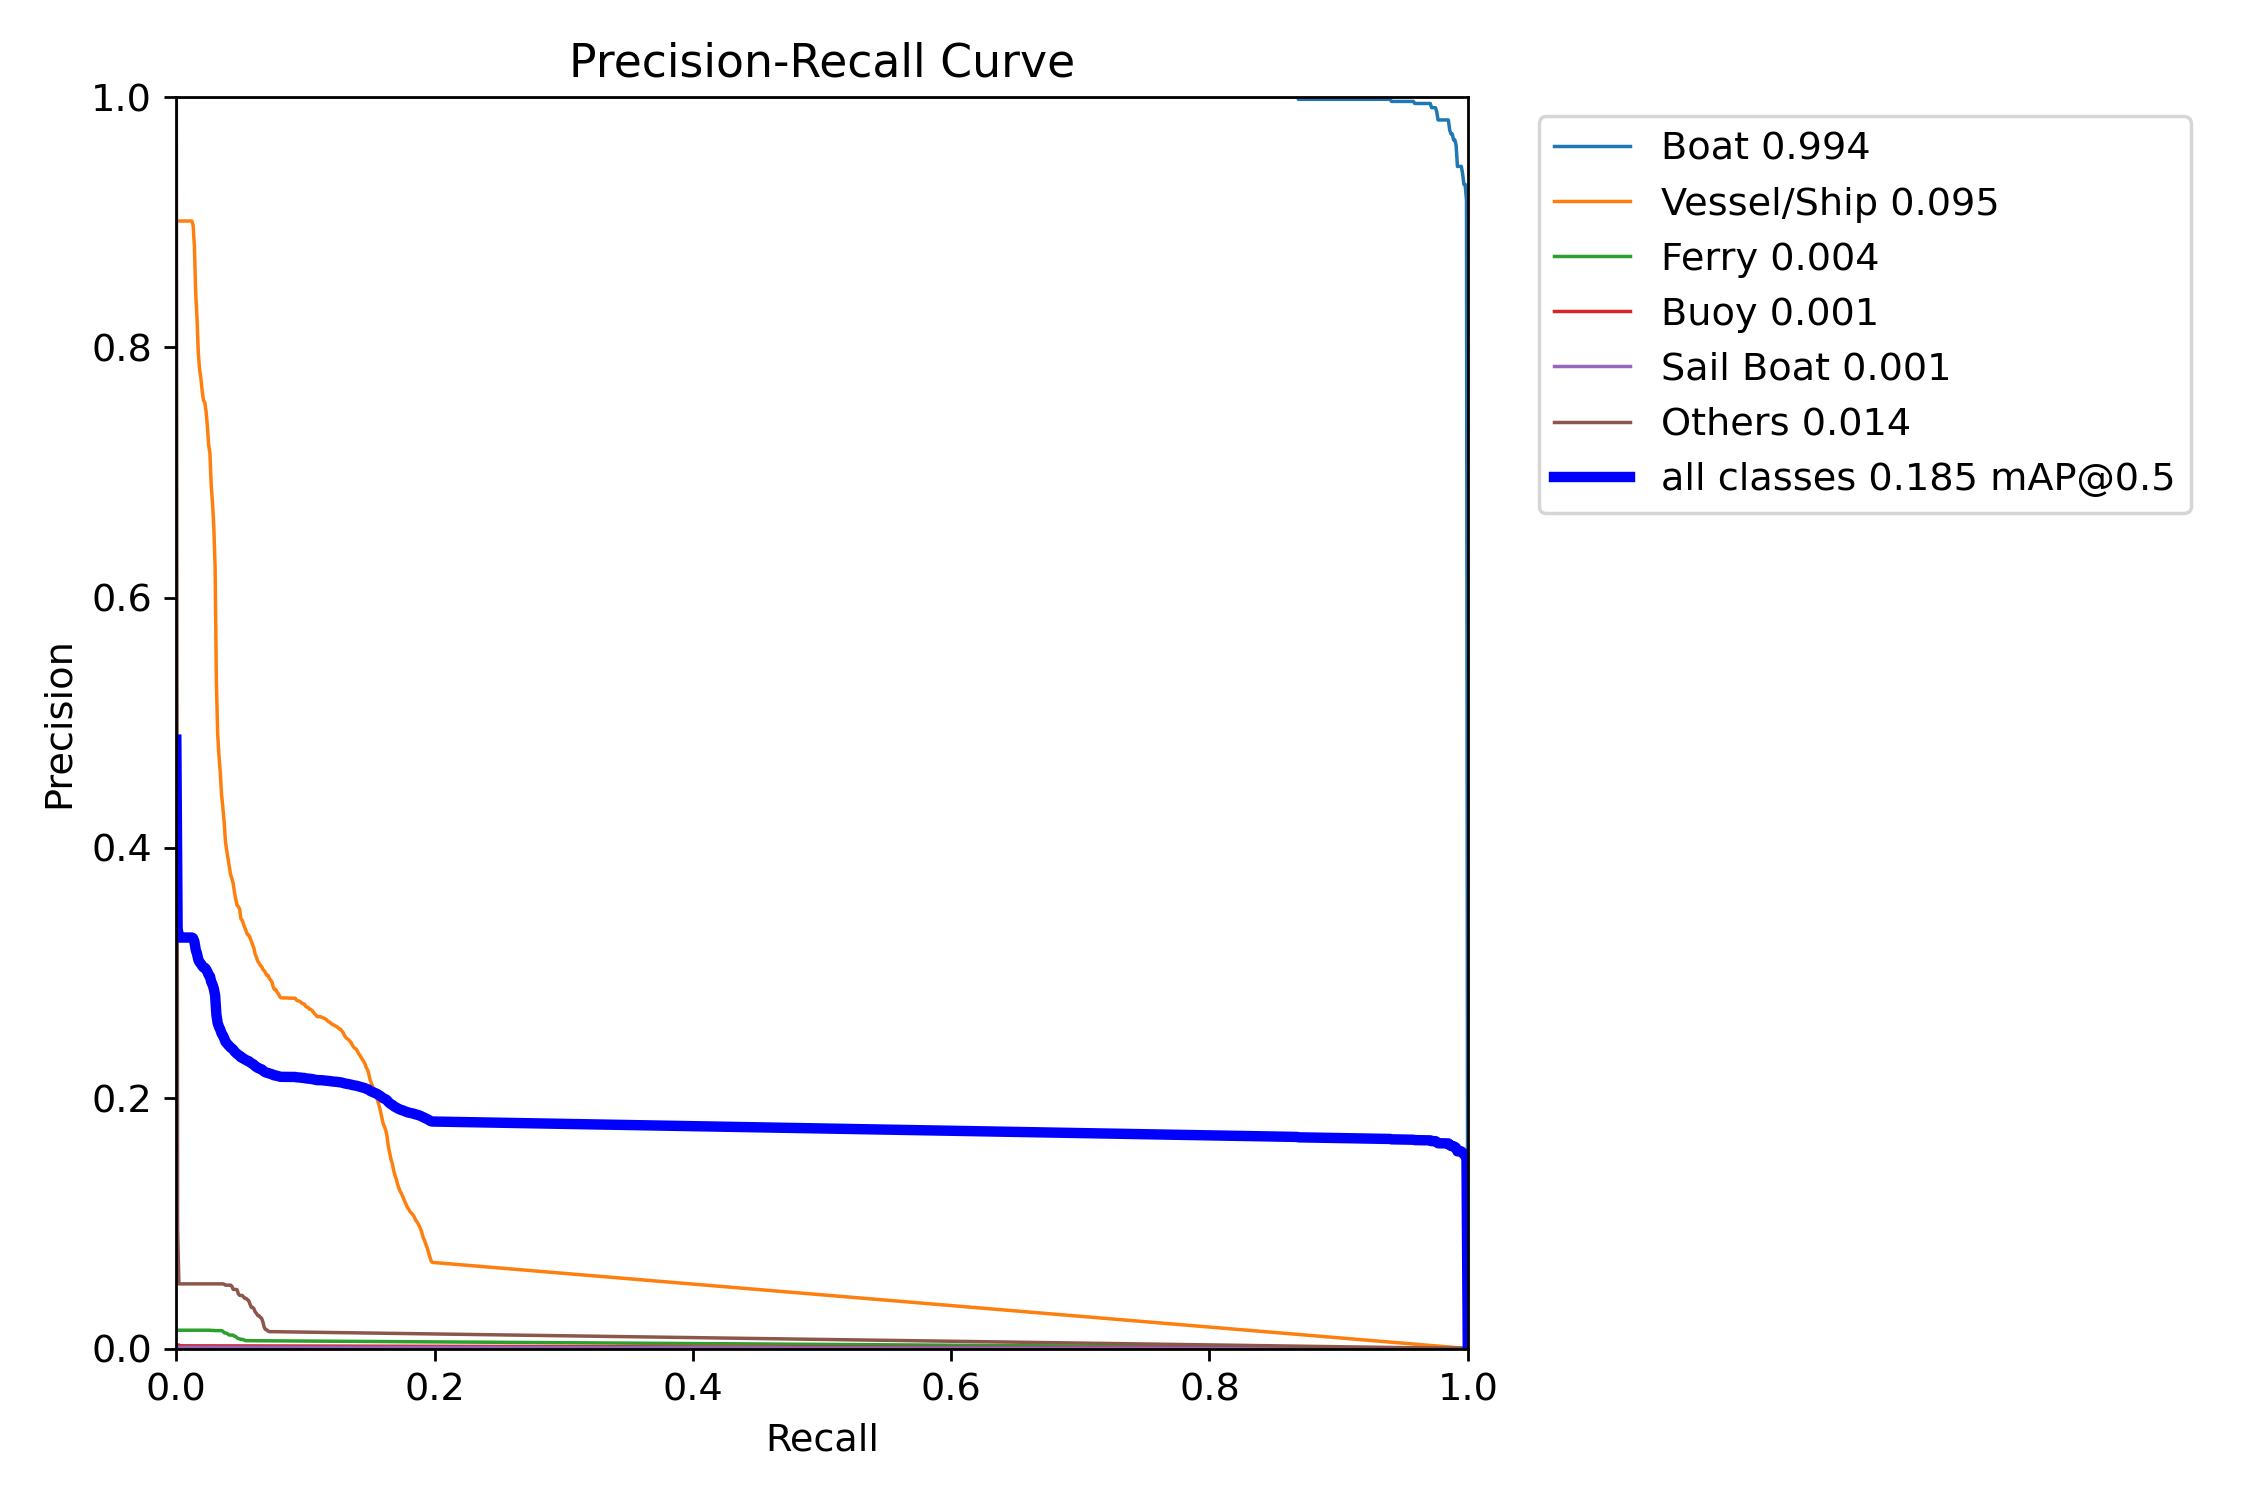 Precision-Recall Curve
1.0
0.8
0.6
0.4
0.2
0.0
Precision
0.0 0.2 0.4 0.6 0.8 1.0
Recall
Boat 0.994
Vessel/Ship 0.095
Ferry 0.004
Buoy 0.001
Sail Boat 0.001
Others 0.014
all classes 0.185 mAP@0.5